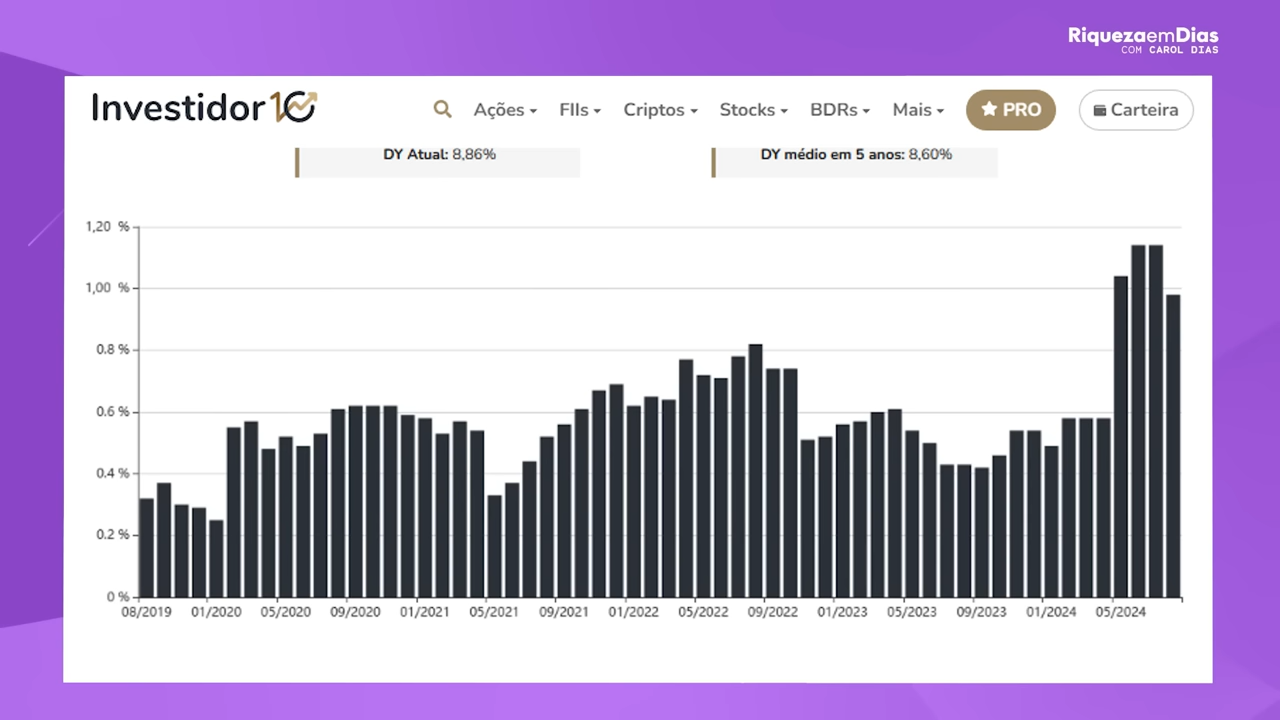 RiquezaemDias
COM CAROL DIAS
Investidor10
Ações
FIIs
Criptos
Stocks
BDRs
Mais
PRO
Carteira
DY Atual: 8,86%
DY médio em 5 anos: 8,60%
1,20 %
1,00 %
0.8 %
0.6 %
0.4 %
0.2 %
0 %
08/2019 01/2020 05/2020 09/2020 01/2021 05/2021 09/2021 01/2022 05/2022 09/2022 01/2023 05/2023 09/2023 01/2024 05/2024